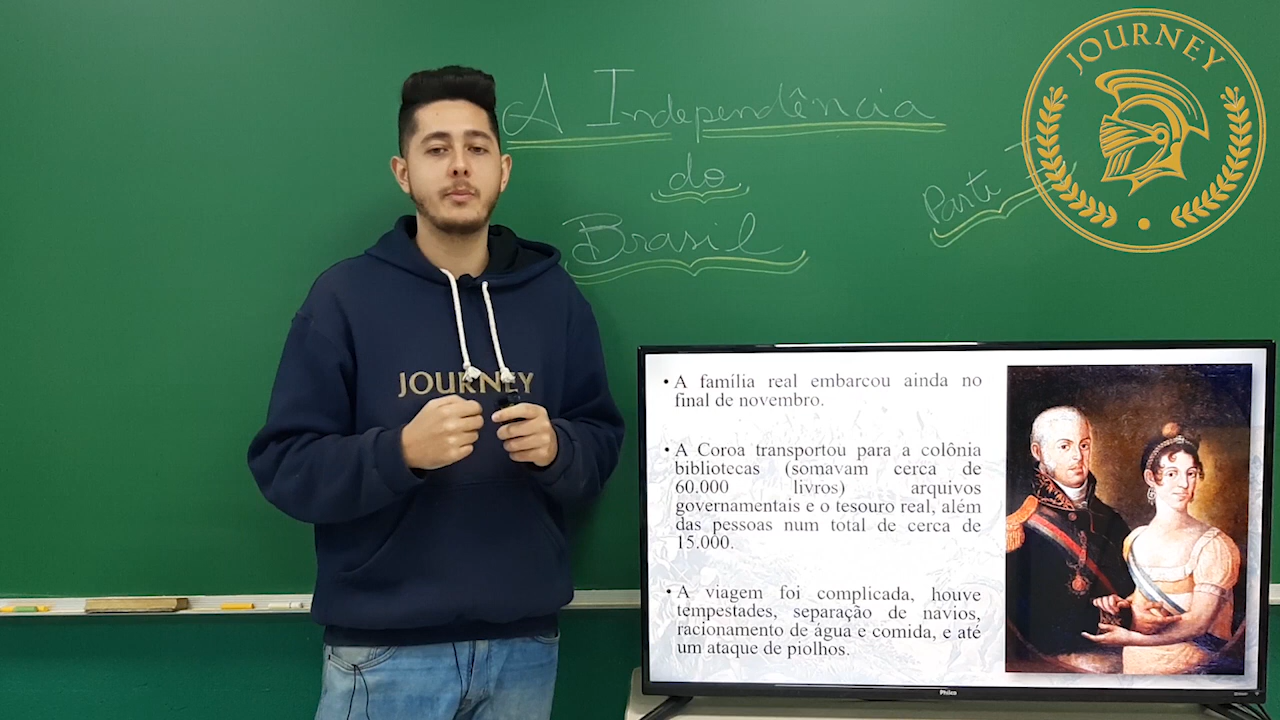 JOURNEY
A Independência
do
Brasil
Parte
JOURNEY
• A família real embarcou ainda no
final de novembro.
• A Coroa transportou para a colônia
bibliotecas (somavam cerca de
60.000 livros) arquivos
governamentais e o tesouro real, além
das pessoas num total de cerca de
15.000.
• A viagem foi complicada, houve
tempestades, separação de navios,
racionamento de água e comida, e até
um ataque de piolhos.
Philco